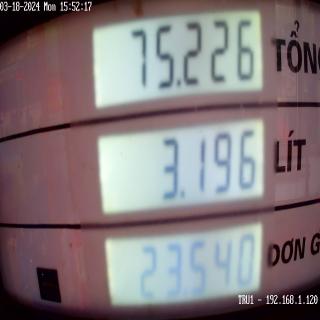 03-18-2024 Mon 15:52:17
75.226 TỔN
3.196 LÍT
23.540 ĐƠN G
TRU1 - 192.168.1.120